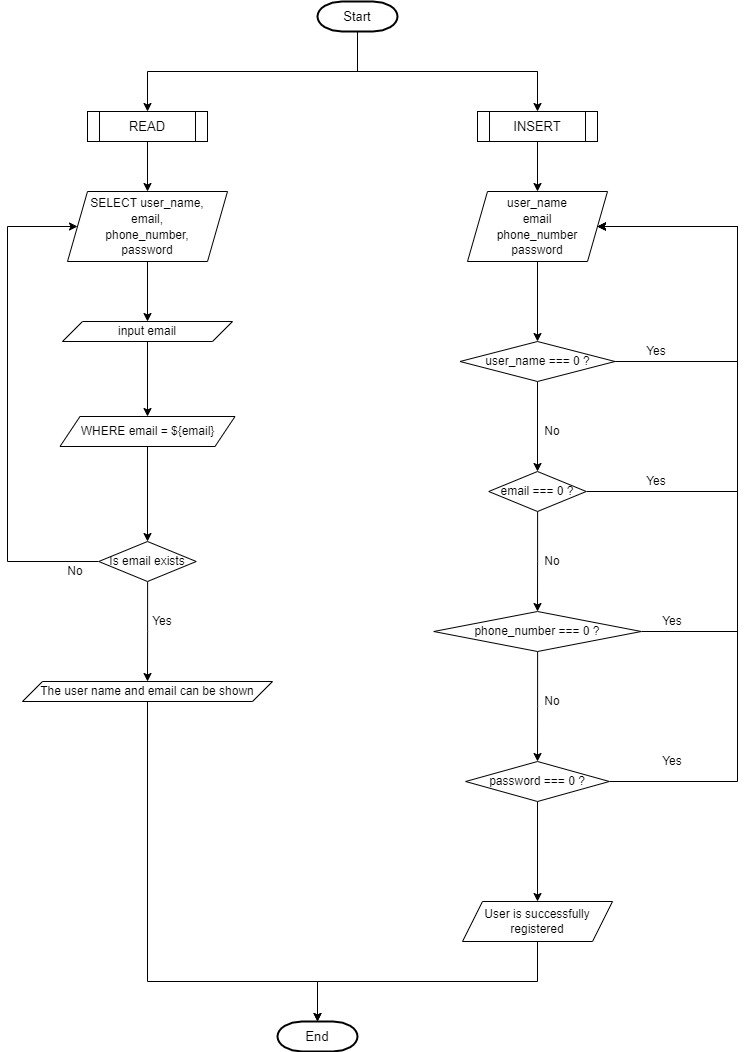 Start
READ
SELECT user_name,
email,
phone_number,
password
input email
WHERE email = ${email}
Is email exists
No
Yes
The user name and email can be shown
INSERT
user_name
email
phone_number
password
user_name === 0 ?
Yes
No
email === 0 ?
Yes
No
phone_number === 0 ?
Yes
No
password === 0 ?
Yes
User is successfully
registered
End